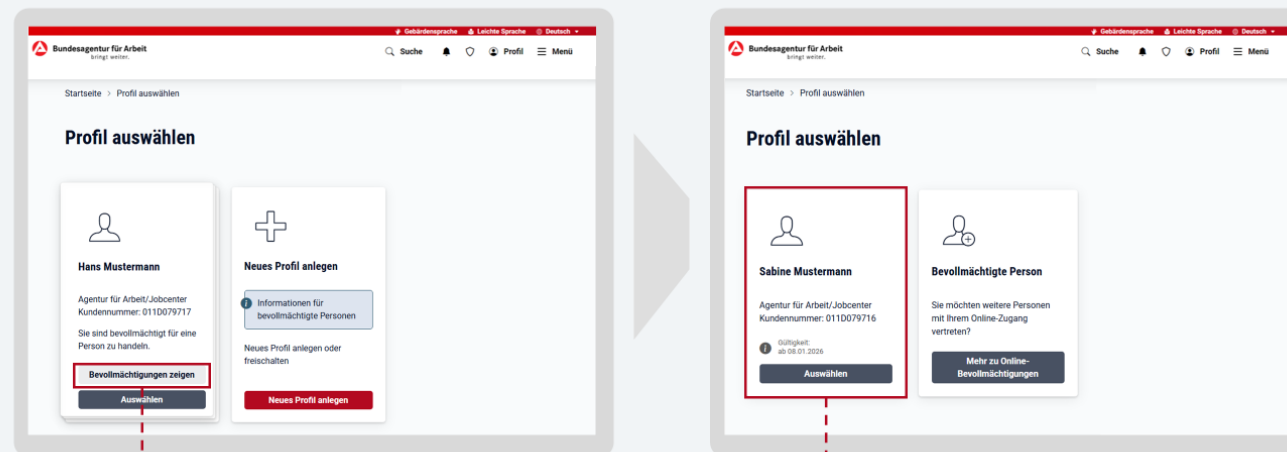 Gebärdensprache Leichte Sprache Deutsch
Bundesagentur für Arbeit
bringt weiter.
Suche Profil Menü
Startseite > Profil auswählen
Profil auswählen
Hans Mustermann
Agentur für Arbeit/Jobcenter
Kundennummer: 011D079717
Sie sind bevollmächtigt für eine
Person zu handeln.
Bevollmächtigungen zeigen
Auswählen
Neues Profil anlegen
Informationen für
bevollmächtigte Personen
Neues Profil anlegen oder
freischalten
Neues Profil anlegen
Gebärdensprache Leichte Sprache Deutsch
Bundesagentur für Arbeit
bringt weiter.
Suche Profil Menü
Startseite > Profil auswählen
Profil auswählen
Sabine Mustermann
Agentur für Arbeit/Jobcenter
Kundennummer: 011D079716
Gültigkeit:
ab 08.01.2026
Auswählen
Bevollmächtigte Person
Sie möchten weitere Personen
mit Ihrem Online-Zugang
vertreten?
Mehr zu Online-
Bevollmächtigungen